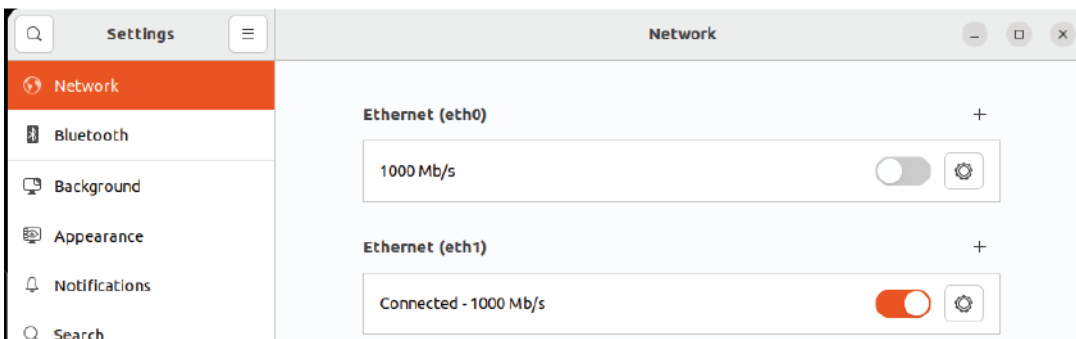 Settings
Network
Network
Bluetooth
Background
Appearance
Notifications
Search
Ethernet (eth0)
1000 Mb/s
Ethernet (eth1)
Connected - 1000 Mb/s